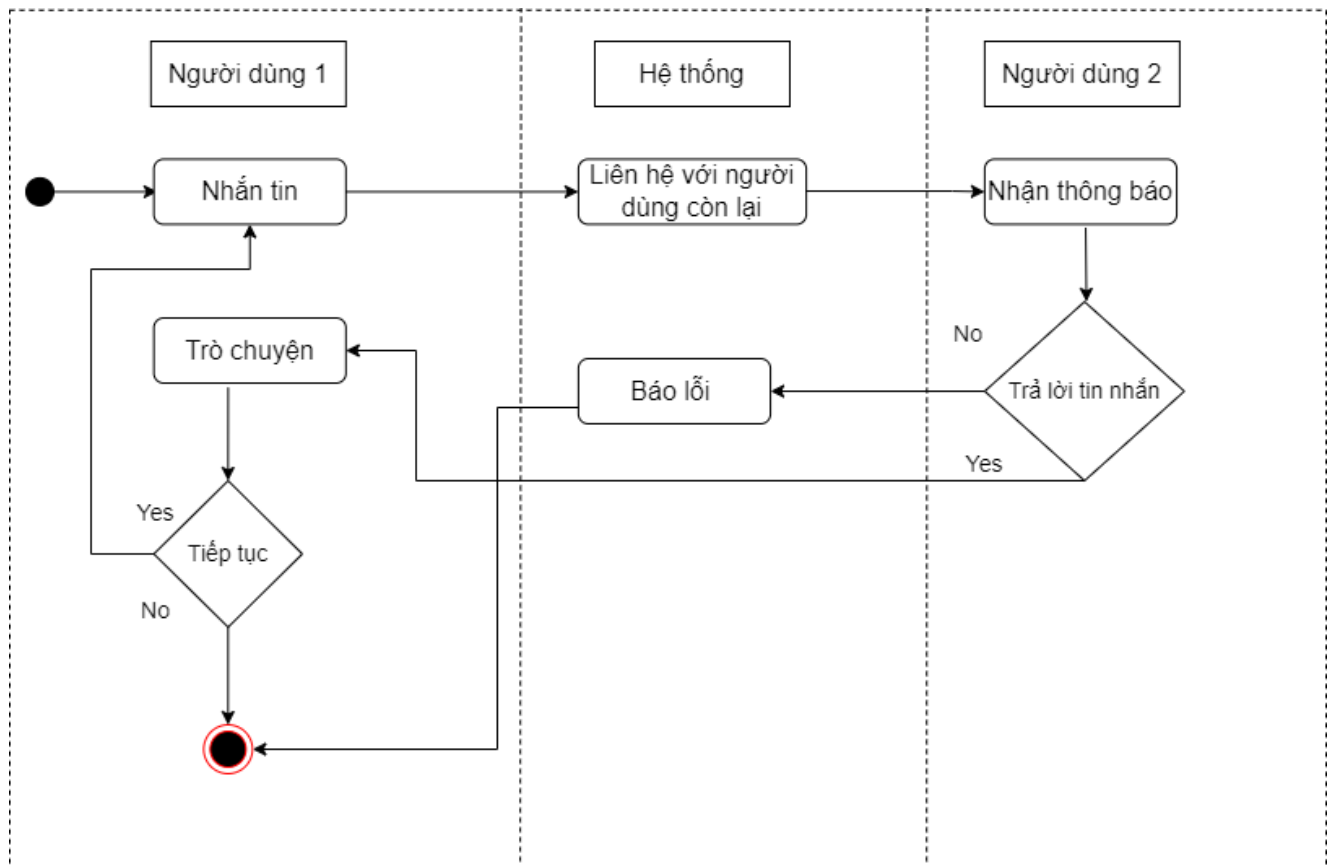 Người dùng 1
Hệ thống
Người dùng 2
Nhắn tin
Liên hệ với người
dùng còn lại
Nhận thông báo
No
Trò chuyện
Báo lỗi
Trả lời tin nhắn
Yes
Yes
Tiếp tục
No